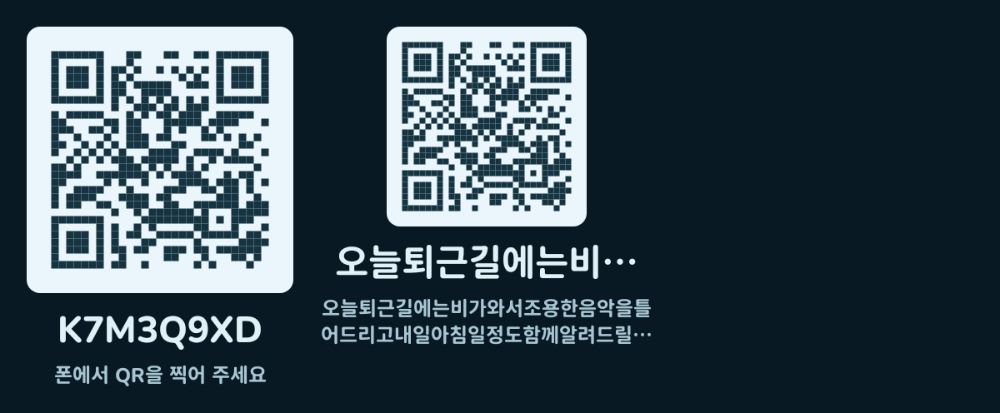 K7M3Q9XD
폰에서 QR을 찍어 주세요
오늘퇴근길에는비…
오늘퇴근길에는비가와서조용한음악을틀
어드리고내일아침일정도함께알려드릴…